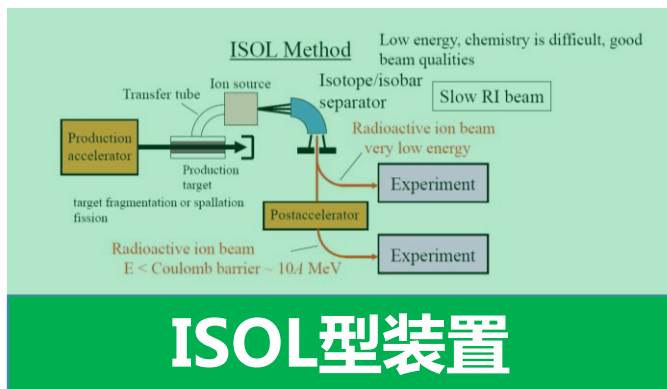 ISOL Method
Low energy, chemistry is difficult, good
beam qualities
Ion source
Transfer tube
Isotope/isobar
separator
Slow RI beam
Production
accelerator
Production
target
target fragmentation or spallation
fission
Radioactive ion beam
very low energy
Experiment
Postaccelerator
Radioactive ion beam
E < Coulomb barrier ~ 10A MeV
Experiment
ISOL型装置